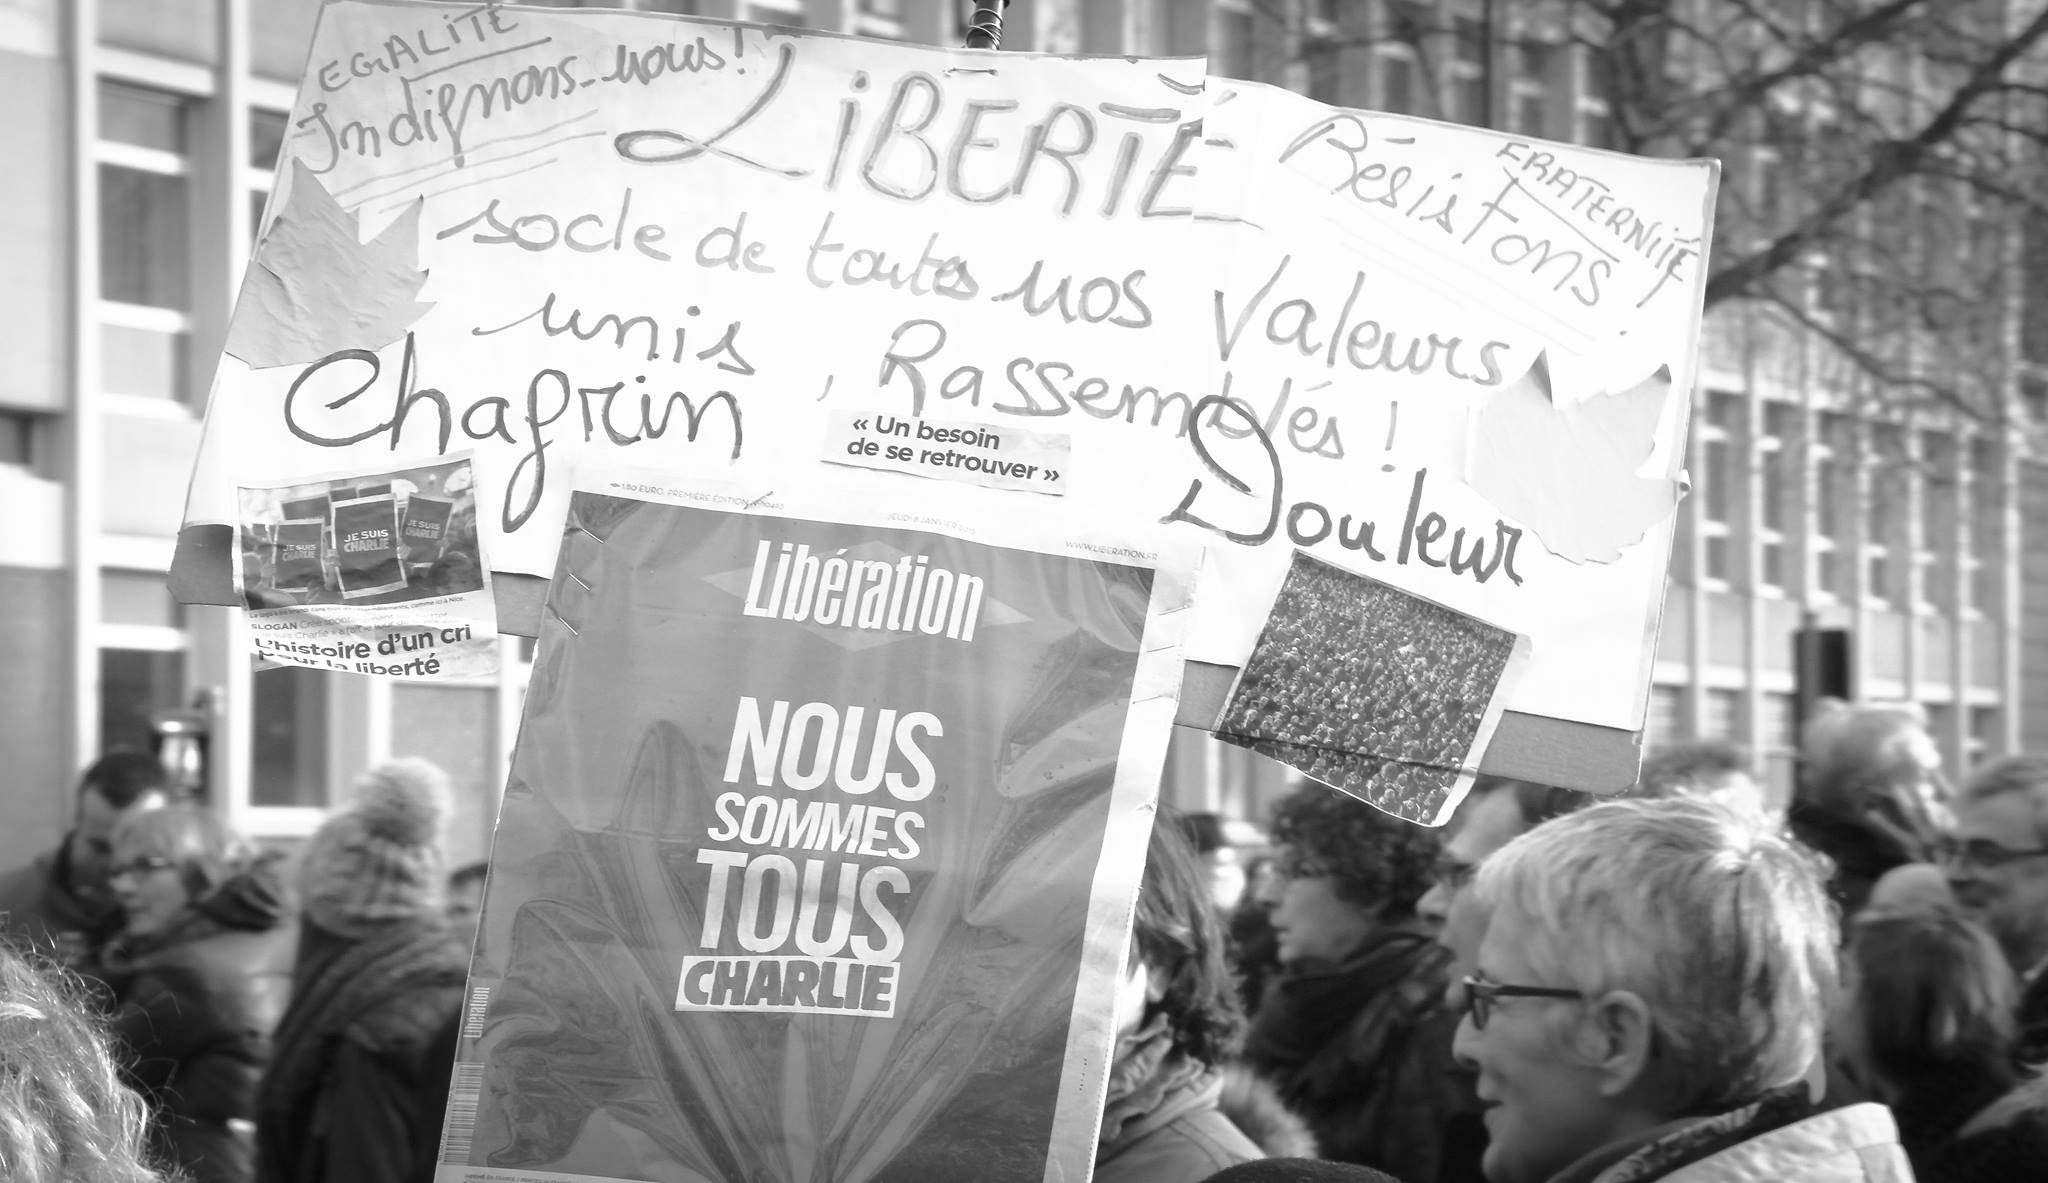 EGALITE
Indignons-nous!
LiBERTÉ
FRATERNITÉ
Résistons!
socle de toutes nos Valeurs
unis, Rassemblés!
Chagrin
Douleur
« Un besoin
de se retrouver »
JE SUIS
CHARLIE
JE SUIS
CHARLIE
JE SUIS
CHARLIE
SLOGAN
L'histoire d'un cri
pour la liberté
1,80 EURO. PREMIÈRE ÉDITION
JEUDI 8 JANVIER 2015
WWW.LIBERATION.FR
Libération
NOUS
SOMMES
TOUS
CHARLIE
Libération